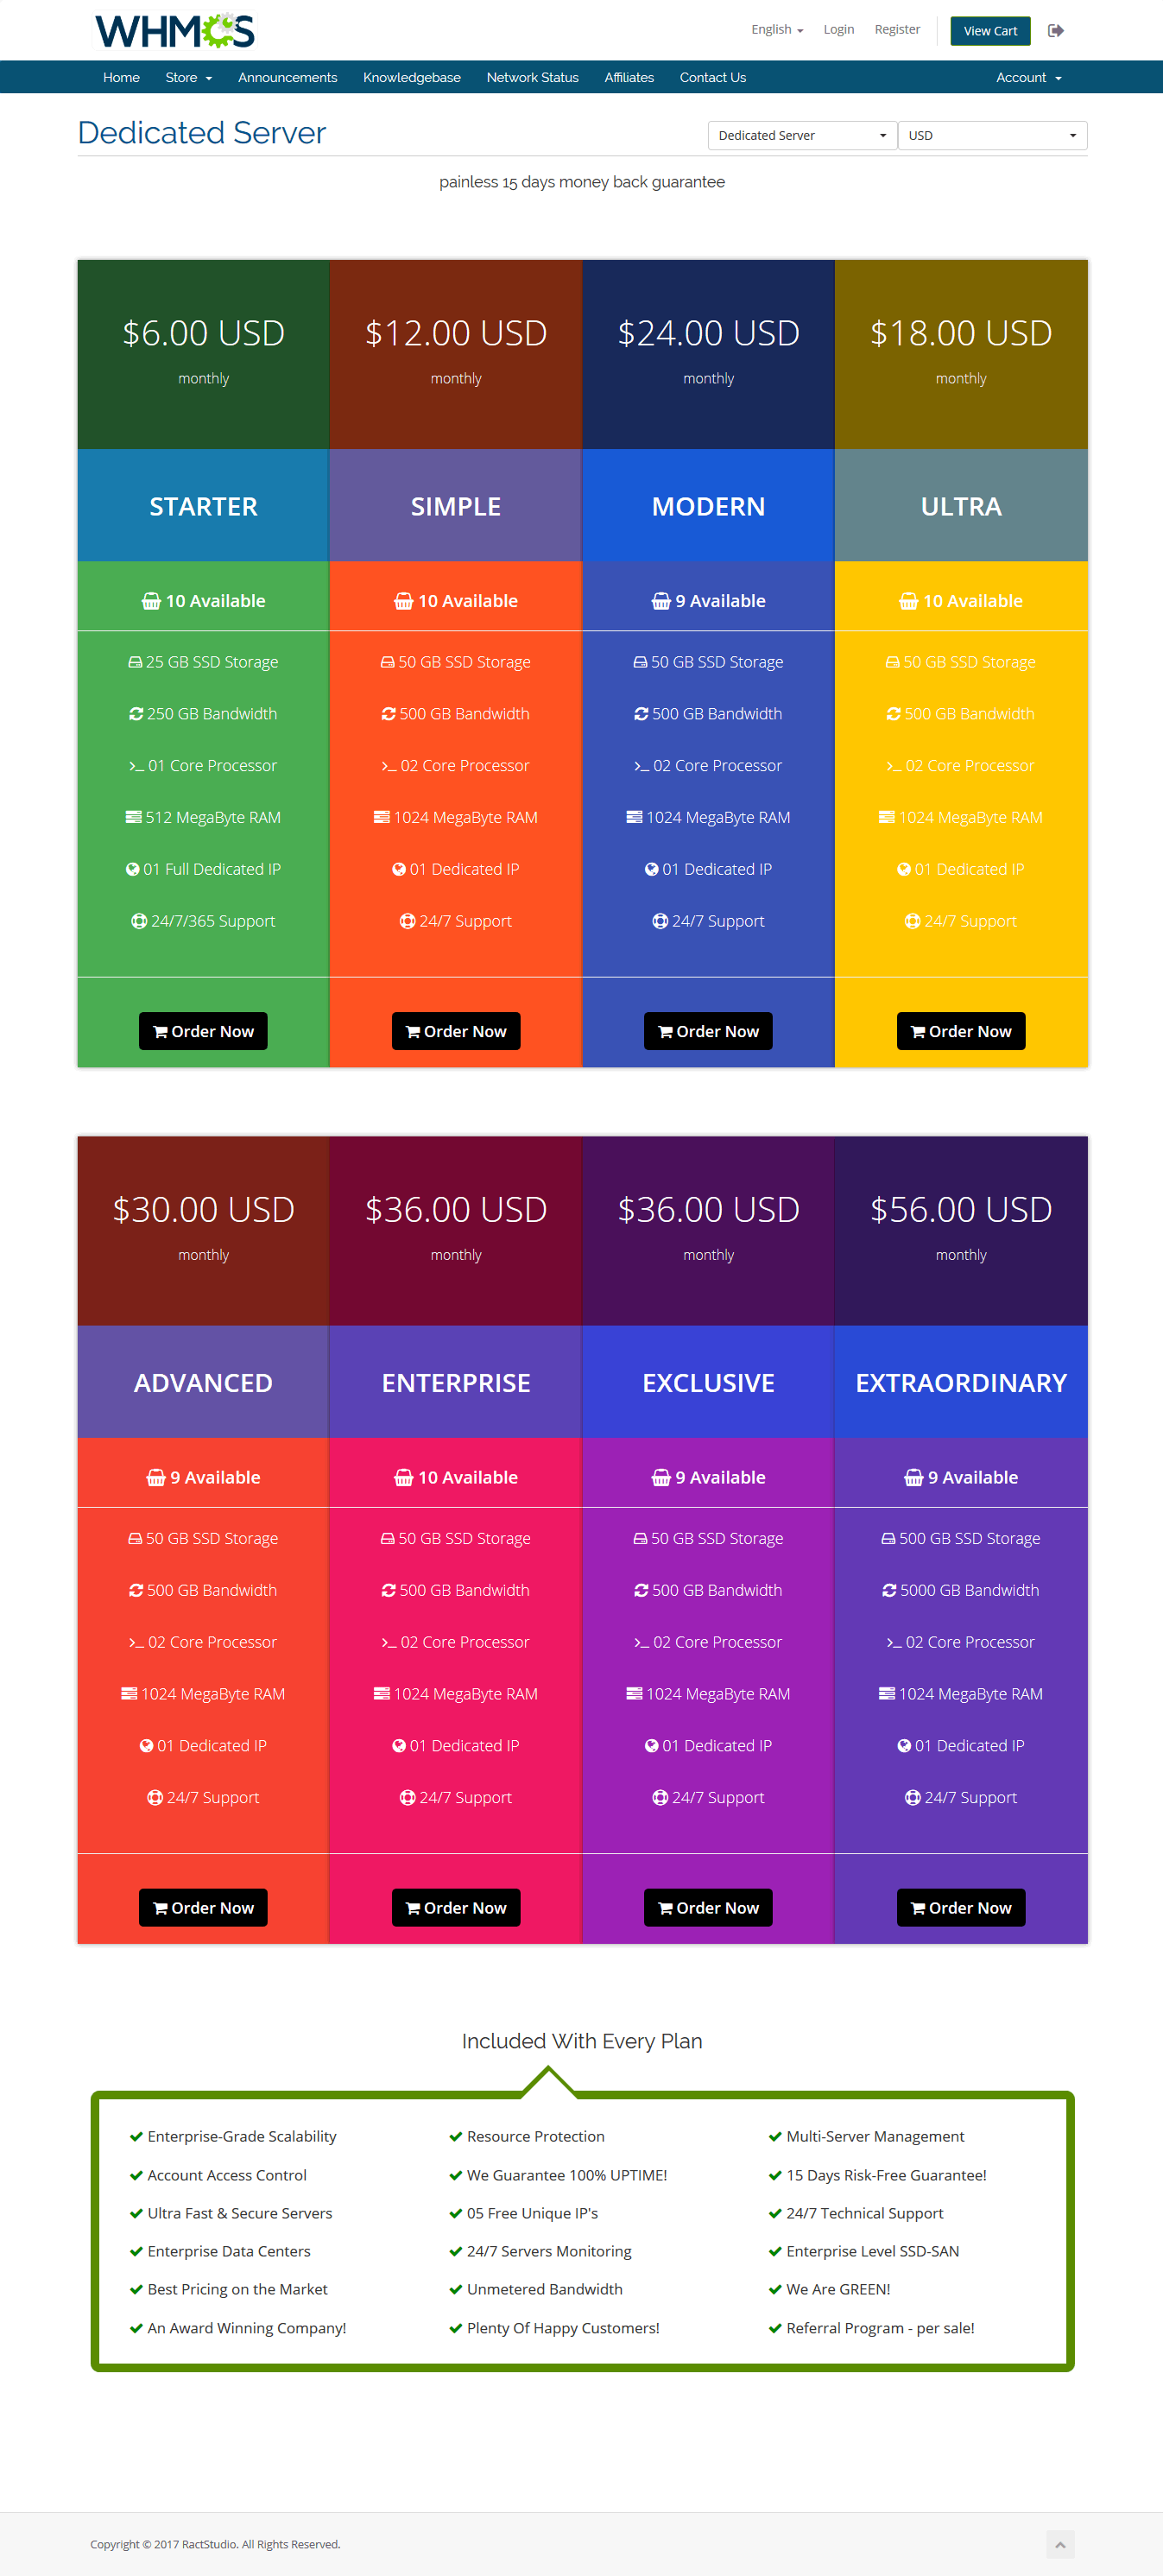 WHMCS
English Login Register View Cart
Home Store Announcements Knowledgebase Network Status Affiliates Contact Us Account
Dedicated Server Dedicated Server USD
painless 15 days money back guarantee
$6.00 USD $12.00 USD $24.00 USD $18.00 USD
monthly monthly monthly monthly
STARTER SIMPLE MODERN ULTRA
10 Available 10 Available 9 Available 10 Available
25 GB SSD Storage 50 GB SSD Storage 50 GB SSD Storage 50 GB SSD Storage
250 GB Bandwidth 500 GB Bandwidth 500 GB Bandwidth 500 GB Bandwidth
01 Core Processor 02 Core Processor 02 Core Processor 02 Core Processor
512 MegaByte RAM 1024 MegaByte RAM 1024 MegaByte RAM 1024 MegaByte RAM
01 Full Dedicated IP 01 Dedicated IP 01 Dedicated IP 01 Dedicated IP
24/7/365 Support 24/7 Support 24/7 Support 24/7 Support
Order Now Order Now Order Now Order Now
$30.00 USD $36.00 USD $36.00 USD $56.00 USD
monthly monthly monthly monthly
ADVANCED ENTERPRISE EXCLUSIVE EXTRAORDINARY
9 Available 10 Available 9 Available 9 Available
50 GB SSD Storage 50 GB SSD Storage 50 GB SSD Storage 500 GB SSD Storage
500 GB Bandwidth 500 GB Bandwidth 500 GB Bandwidth 5000 GB Bandwidth
02 Core Processor 02 Core Processor 02 Core Processor 02 Core Processor
1024 MegaByte RAM 1024 MegaByte RAM 1024 MegaByte RAM 1024 MegaByte RAM
01 Dedicated IP 01 Dedicated IP 01 Dedicated IP 01 Dedicated IP
24/7 Support 24/7 Support 24/7 Support 24/7 Support
Order Now Order Now Order Now Order Now
Included With Every Plan
Enterprise-Grade Scalability Resource Protection Multi-Server Management
Account Access Control We Guarantee 100% UPTIME! 15 Days Risk-Free Guarantee!
Ultra Fast & Secure Servers 05 Free Unique IP's 24/7 Technical Support
Enterprise Data Centers 24/7 Servers Monitoring Enterprise Level SSD-SAN
Best Pricing on the Market Unmetered Bandwidth We Are GREEN!
An Award Winning Company! Plenty Of Happy Customers! Referral Program - per sale!
Copyright © 2017 RactStudio. All Rights Reserved.